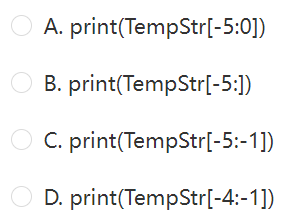 A. print(TempStr[-5:0])
B. print(TempStr[-5:])
C. print(TempStr[-5:-1])
D. print(TempStr[-4:-1])